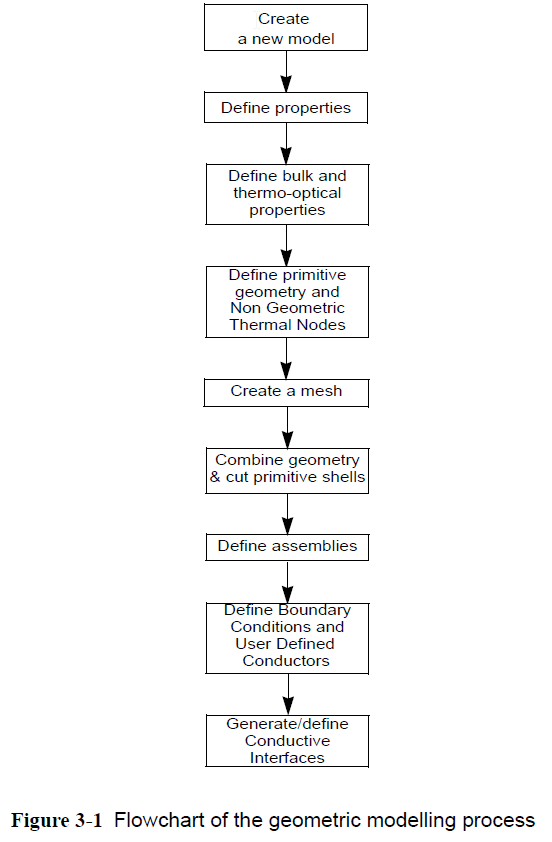 Create
a new model
Define properties
Define bulk and
thermo-optical
properties
Define primitive
geometry and
Non Geometric
Thermal Nodes
Create a mesh
Combine geometry
& cut primitive shells
Define assemblies
Define Boundary
Conditions and
User Defined
Conductors
Generate/define
Conductive
Interfaces
Figure 3-1 Flowchart of the geometric modelling process